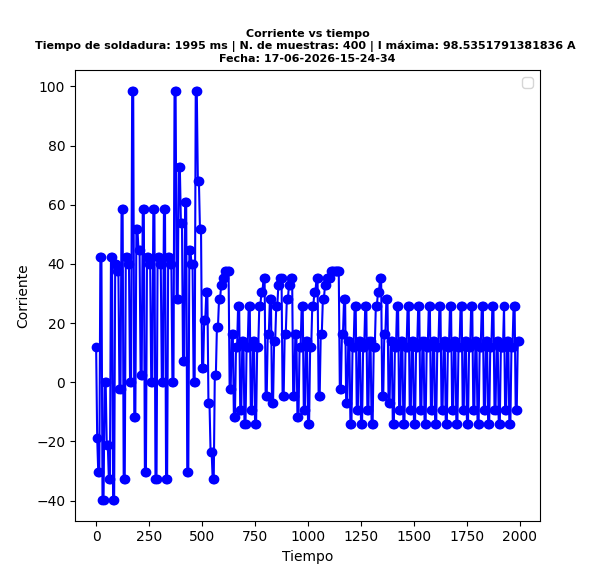 Corriente vs tiempo
Tiempo de soldadura: 1995 ms | N. de muestras: 400 | I máxima: 98.5351791381836 A
Fecha: 17-06-2026-15-24-34
100
80
60
40
20
0
−20
−40
Corriente
0 250 500 750 1000 1250 1500 1750 2000
Tiempo